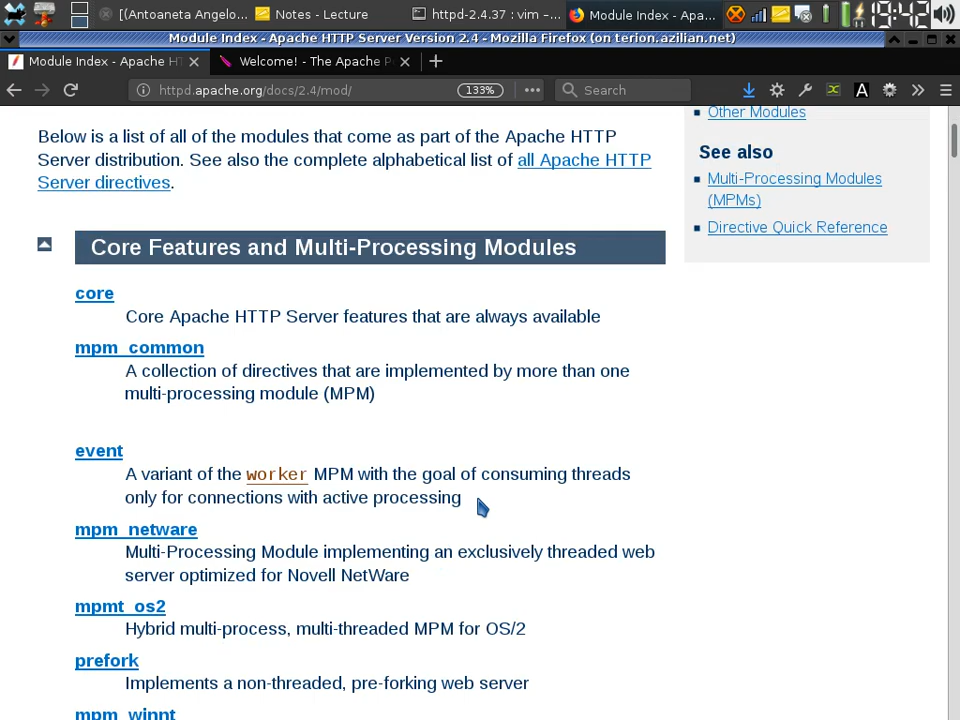 [(Antoaneta Angelo...
Notes - Lecture
httpd-2.4.37 : vim –...
Module Index - Apa...
19:42
Module Index - Apache HTTP Server Version 2.4 - Mozilla Firefox (on terion.azilian.net)
Module Index - Apache HT
Welcome! - The Apache P
httpd.apache.org/docs/2.4/mod/
133%
Search
Other Modules
Below is a list of all of the modules that come as part of the Apache HTTP
Server distribution. See also the complete alphabetical list of all Apache HTTP
Server directives.
See also
Multi-Processing Modules
(MPMs)
Directive Quick Reference
Core Features and Multi-Processing Modules
core
Core Apache HTTP Server features that are always available
mpm_common
A collection of directives that are implemented by more than one
multi-processing module (MPM)
event
A variant of the worker MPM with the goal of consuming threads
only for connections with active processing
mpm_netware
Multi-Processing Module implementing an exclusively threaded web
server optimized for Novell NetWare
mpmt_os2
Hybrid multi-process, multi-threaded MPM for OS/2
prefork
Implements a non-threaded, pre-forking web server
mpm_winnt